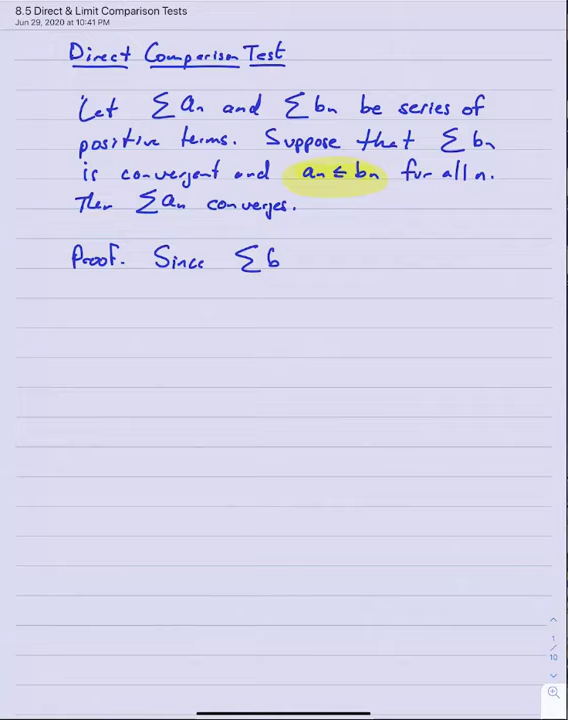 8.5 Direct & Limit Comparison Tests
Jun 29, 2020 at 10:41 PM
Direct Comparison Test
Let Σ an and Σ bn be series of
positive terms. Suppose that Σ bn
is convergent and an ≤ bn for all n.
Then Σ an converges.
Proof. Since Σ b
1
/
10